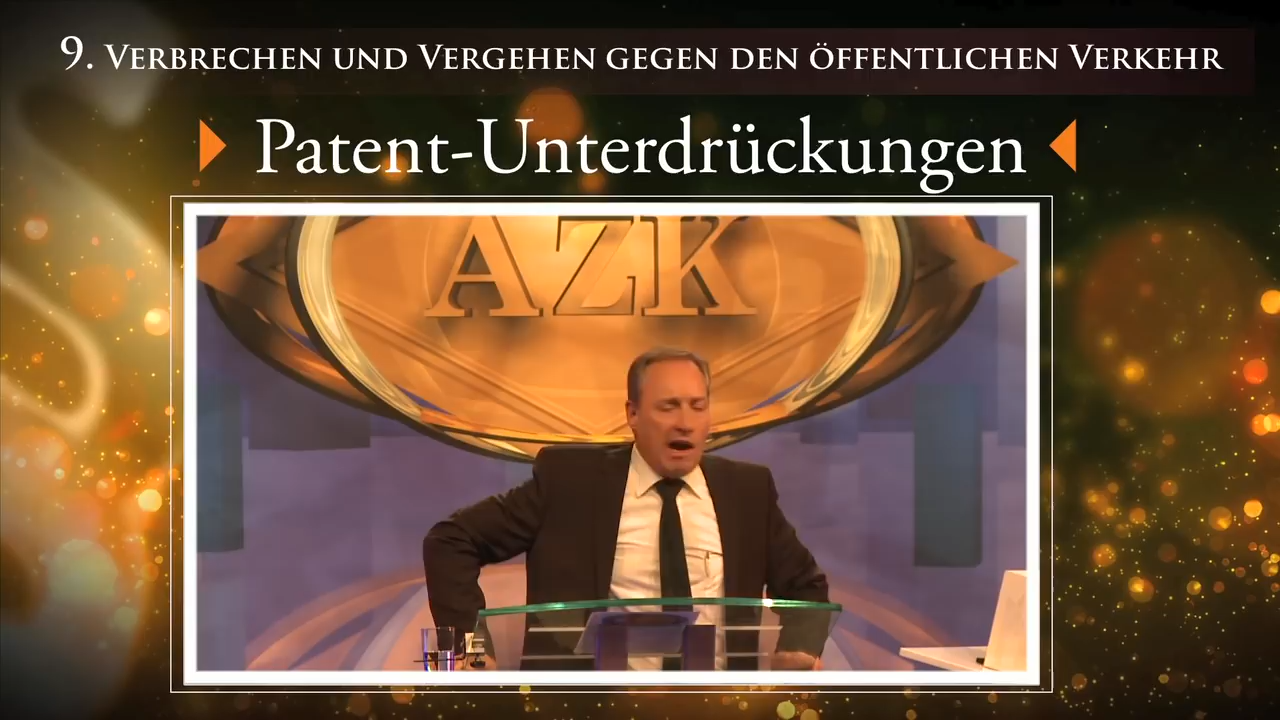 9. Verbrechen und Vergehen gegen den öffentlichen Verkehr
Patent-Unterdrückungen
AZK